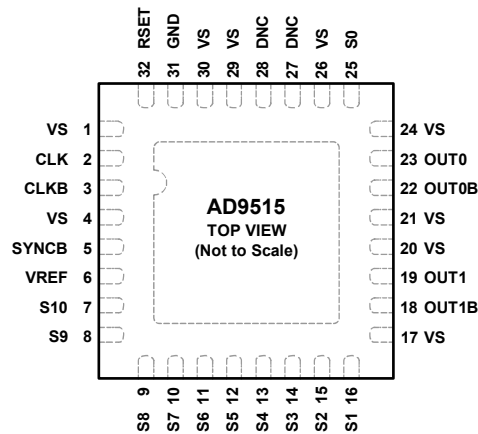 32 RSET
31 GND
30 VS
29 VS
28 DNC
27 DNC
26 VS
25 S0
VS 1
CLK 2
CLKB 3
VS 4
SYNCB 5
VREF 6
S10 7
S9 8
AD9515
TOP VIEW
(Not to Scale)
24 VS
23 OUT0
22 OUT0B
21 VS
20 VS
19 OUT1
18 OUT1B
17 VS
S8 9
S7 10
S6 11
S5 12
S4 13
S3 14
S2 15
S1 16